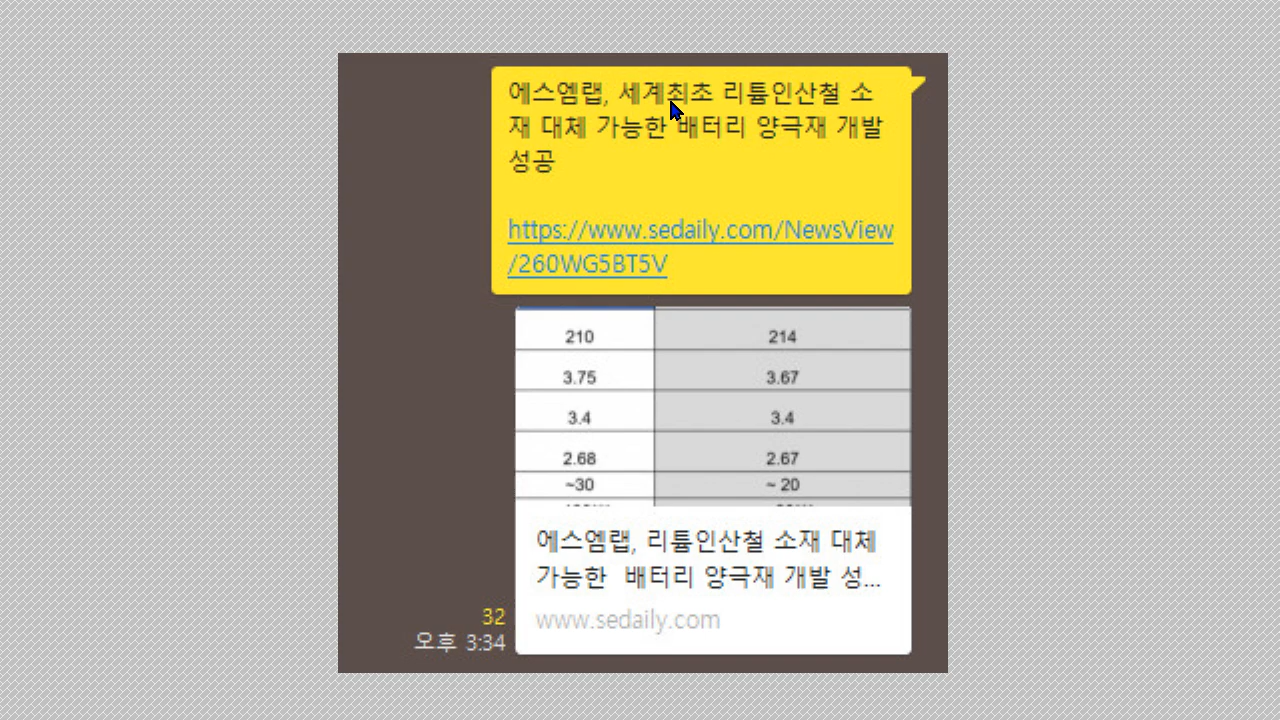 에스엠랩, 세계최초 리튬인산철 소
재 대체 가능한 배터리 양극재 개발
성공
https://www.sedaily.com/NewsView
/260WG5BT5V
210 214
3.75 3.67
3.4 3.4
2.68 2.67
~30 ~ 20
에스엠랩, 리튬인산철 소재 대체
가능한 배터리 양극재 개발 성...
www.sedaily.com
32
오후 3:34